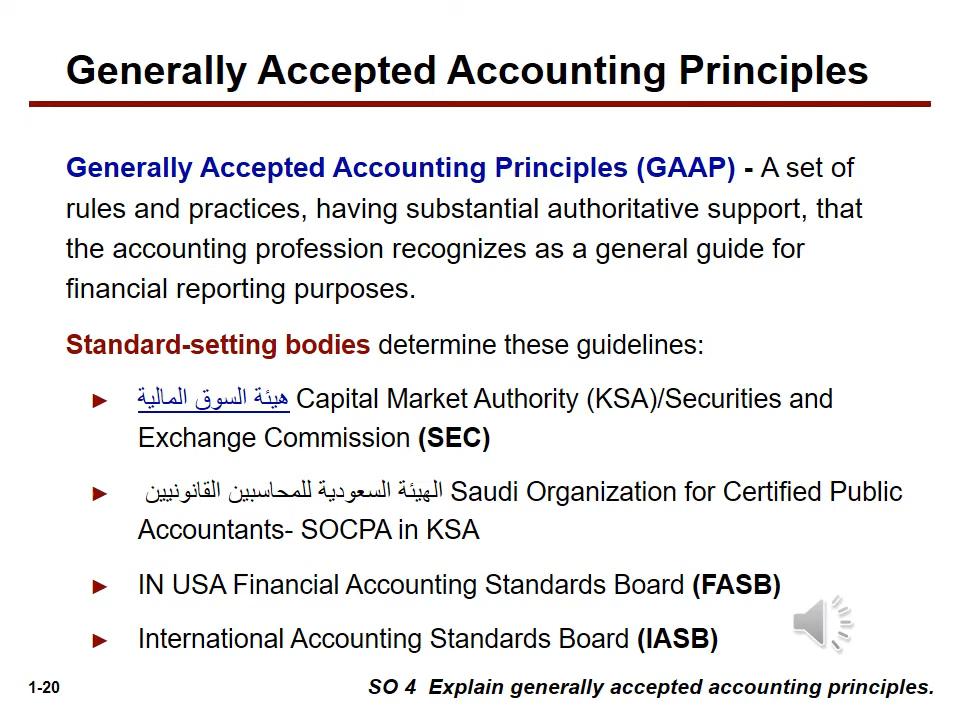 Generally Accepted Accounting Principles
Generally Accepted Accounting Principles (GAAP) - A set of
rules and practices, having substantial authoritative support, that
the accounting profession recognizes as a general guide for
financial reporting purposes.
Standard-setting bodies determine these guidelines:
► هيئة السوق المالية Capital Market Authority (KSA)/Securities and
Exchange Commission (SEC)
► الهيئة السعودية للمحاسبين القانونيين Saudi Organization for Certified Public
Accountants- SOCPA in KSA
► IN USA Financial Accounting Standards Board (FASB)
► International Accounting Standards Board (IASB)
1-20
SO 4 Explain generally accepted accounting principles.